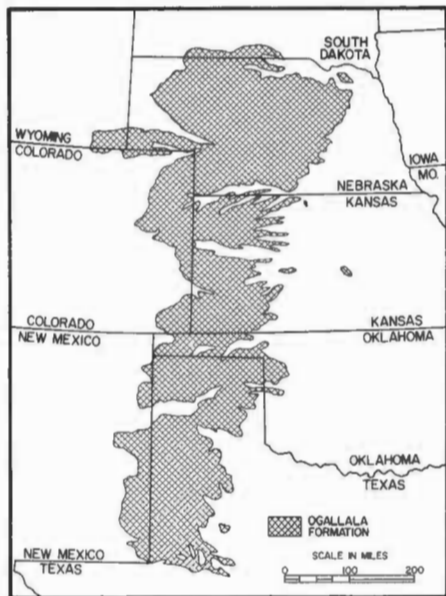 SOUTH
DAKOTA
WYOMING
COLORADO
IOWA
MO.
NEBRASKA
KANSAS
COLORADO
NEW MEXICO
KANSAS
OKLAHOMA
OKLAHOMA
TEXAS
OGALLALA
FORMATION
NEW MEXICO
TEXAS
SCALE IN MILES
0 100 200